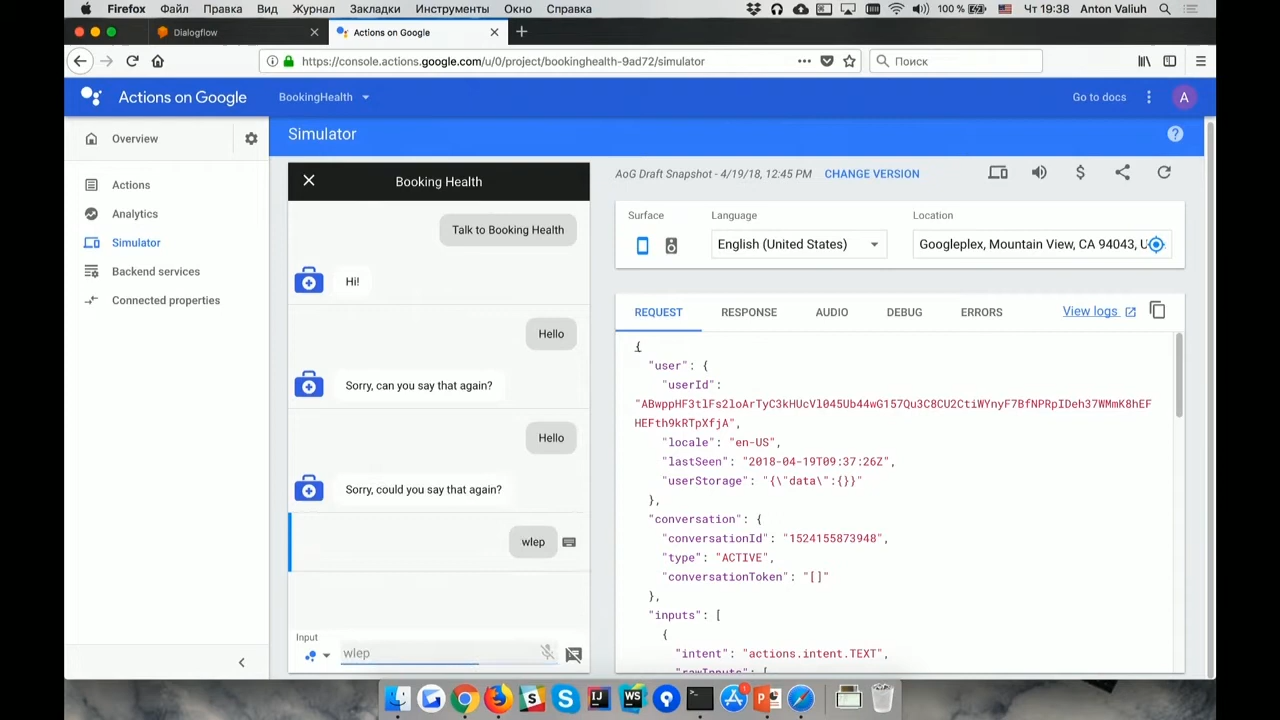 Firefox Файл Правка Вид Журнал Закладки Инструменты Окно Справка 100 % Чт 19:38 Anton Valiuh
Dialogflow
Actions on Google
https://console.actions.google.com/u/0/project/bookinghealth-9ad72/simulator
Поиск
Actions on Google
BookingHealth
Go to docs
A
Overview
Simulator
Actions
Analytics
Simulator
Backend services
Connected properties
Booking Health
Talk to Booking Health
Hi!
Hello
Sorry, can you say that again?
Hello
Sorry, could you say that again?
wlep
Input
wlep
AoG Draft Snapshot - 4/19/18, 12:45 PM CHANGE VERSION
Surface Language Location
English (United States) Googleplex, Mountain View, CA 94043, U
REQUEST RESPONSE AUDIO DEBUG ERRORS View logs
{
"user": {
"userId":
"ABwppHF3tlFs2loArTyC3kHUcVl045Ub44wG157Qu3C8CU2CtiWYnyF7BfNPRpIDeh37WMmK8hEF
HEFth9kRTpXfjA",
"locale": "en-US",
"lastSeen": "2018-04-19T09:37:26Z",
"userStorage": "{\"data\":{}}"
},
"conversation": {
"conversationId": "1524155873948",
"type": "ACTIVE",
"conversationToken": "[]"
},
"inputs": [
{
"intent": "actions.intent.TEXT",
"rawInputs": [